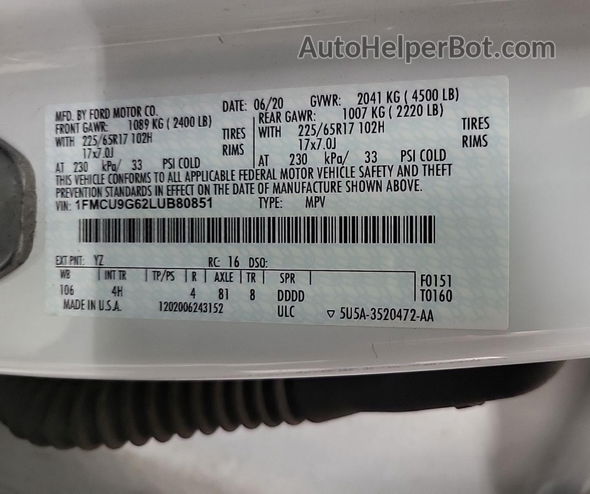 AutoHelperBot.com
MFD. BY FORD MOTOR CO. DATE: 06/20 GVWR: 2041 KG ( 4500 LB)
FRONT GAWR: 1089 KG ( 2400 LB) REAR GAWR: 1007 KG ( 2220 LB)
WITH 225/65R17 102H TIRES WITH 225/65R17 102H TIRES
17x7.0J RIMS 17x7.0J RIMS
AT 230 kPa/ 33 PSI COLD AT 230 kPa/ 33 PSI COLD
THIS VEHICLE CONFORMS TO ALL APPLICABLE FEDERAL MOTOR VEHICLE SAFETY AND THEFT
PREVENTION STANDARDS IN EFFECT ON THE DATE OF MANUFACTURE SHOWN ABOVE.
VIN: 1FMCU9G62LUB80851 TYPE: MPV
EXT PNT: YZ RC: 16 DSO:
WB INT TR TP/PS R AXLE TR SPR F0151
106 4H 4 81 8 DDDD T0160
MADE IN U.S.A. 1202006243152 ULC ▽ 5U5A-3520472-AA